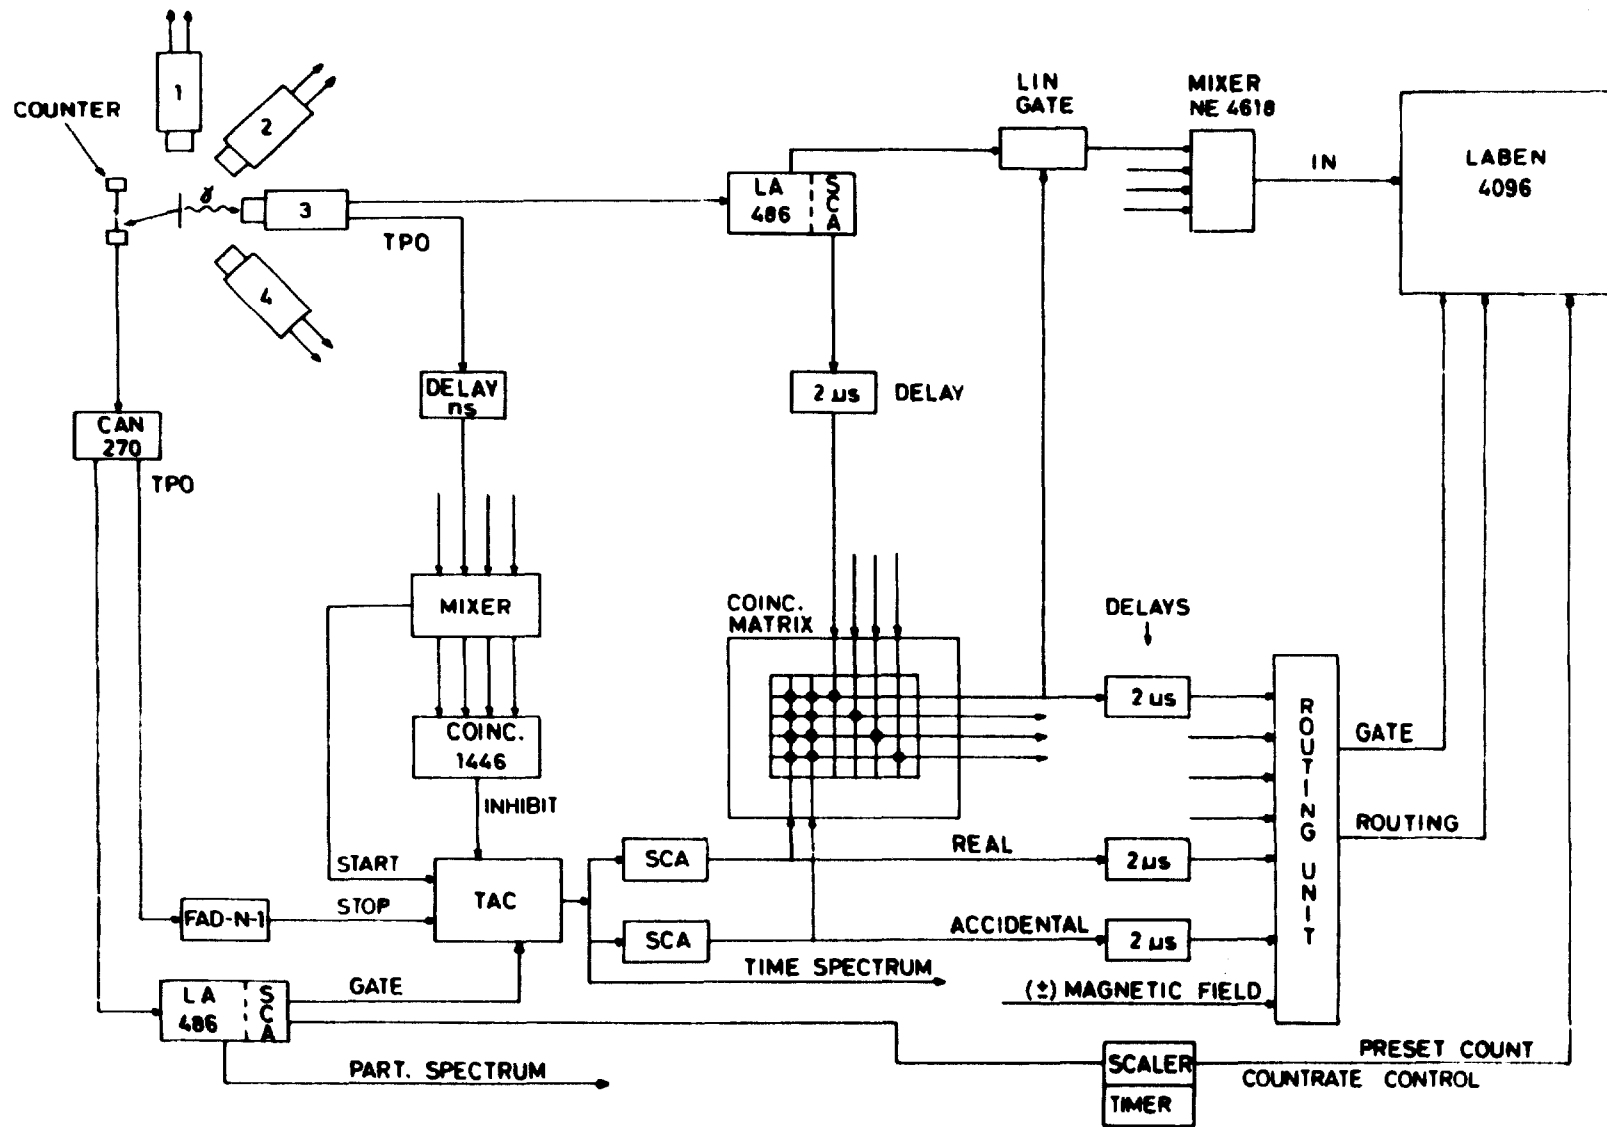 1
2
COUNTER
γ
3
4
TPO
LA
486
SCA
LIN
GATE
MIXER
NE 4618
IN
LABEN
4096
DELAY
ns
2 µs
DELAY
CAN
270
TPO
MIXER
COINC.
MATRIX
DELAYS
2 µs
COINC.
1446
INHIBIT
ROUTING UNIT
GATE
ROUTING
START
STOP
FAD-N-1
TAC
SCA
REAL
2 µs
SCA
ACCIDENTAL
2 µs
TIME SPECTRUM
(±) MAGNETIC FIELD
GATE
LA
486
SCA
PART. SPECTRUM
SCALER
TIMER
PRESET COUNT
COUNTRATE CONTROL